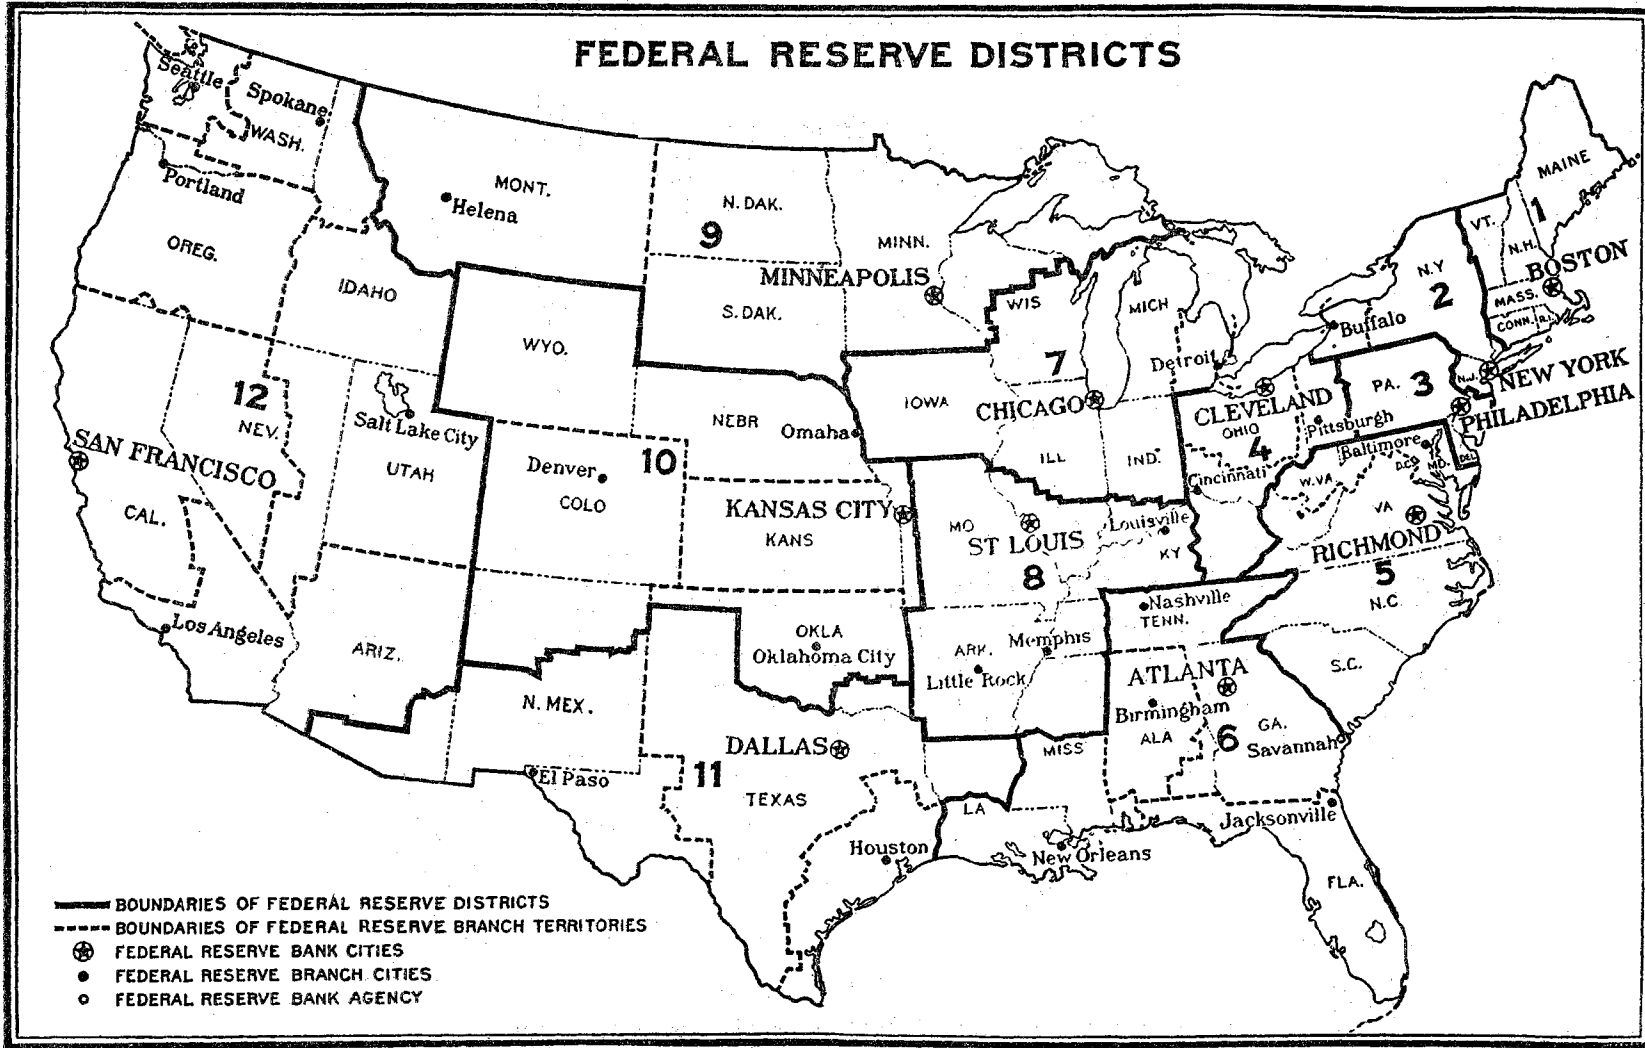 FEDERAL RESERVE DISTRICTS
Seattle
Spokane
WASH.
Portland
OREG.
MONT.
Helena
IDAHO
N. DAK.
9
MINN.
MINNEAPOLIS
S. DAK.
WYO.
WIS
MICH
7
Detroit
MAINE
VT.
1
N.H.
BOSTON
N.Y
2
MASS.
CONN.
R.I.
Buffalo
N.J.
NEW YORK
PA.
3
PHILADELPHIA
CLEVELAND
OHIO
4
Pittsburgh
Cincinnati
Baltimore
D.C.
MD.
DEL
W.VA
VA
RICHMOND
5
N.C.
S.C.
12
NEV.
SAN FRANCISCO
CAL.
Los Angeles
Salt Lake City
UTAH
ARIZ.
NEBR
Omaha
IOWA
CHICAGO
ILL
IND.
Denver
10
COLO
KANSAS CITY
KANS
MO
ST LOUIS
8
Louisville
KY
Nashville
TENN.
OKLA
Oklahoma City
ARK.
Memphis
Little Rock
N. MEX.
El Paso
DALLAS
11
TEXAS
Houston
LA
New Orleans
MISS
ATLANTA
Birmingham
ALA
6
GA.
Savannah
Jacksonville
FLA.
BOUNDARIES OF FEDERAL RESERVE DISTRICTS
BOUNDARIES OF FEDERAL RESERVE BRANCH TERRITORIES
FEDERAL RESERVE BANK CITIES
FEDERAL RESERVE BRANCH CITIES
FEDERAL RESERVE BANK AGENCY